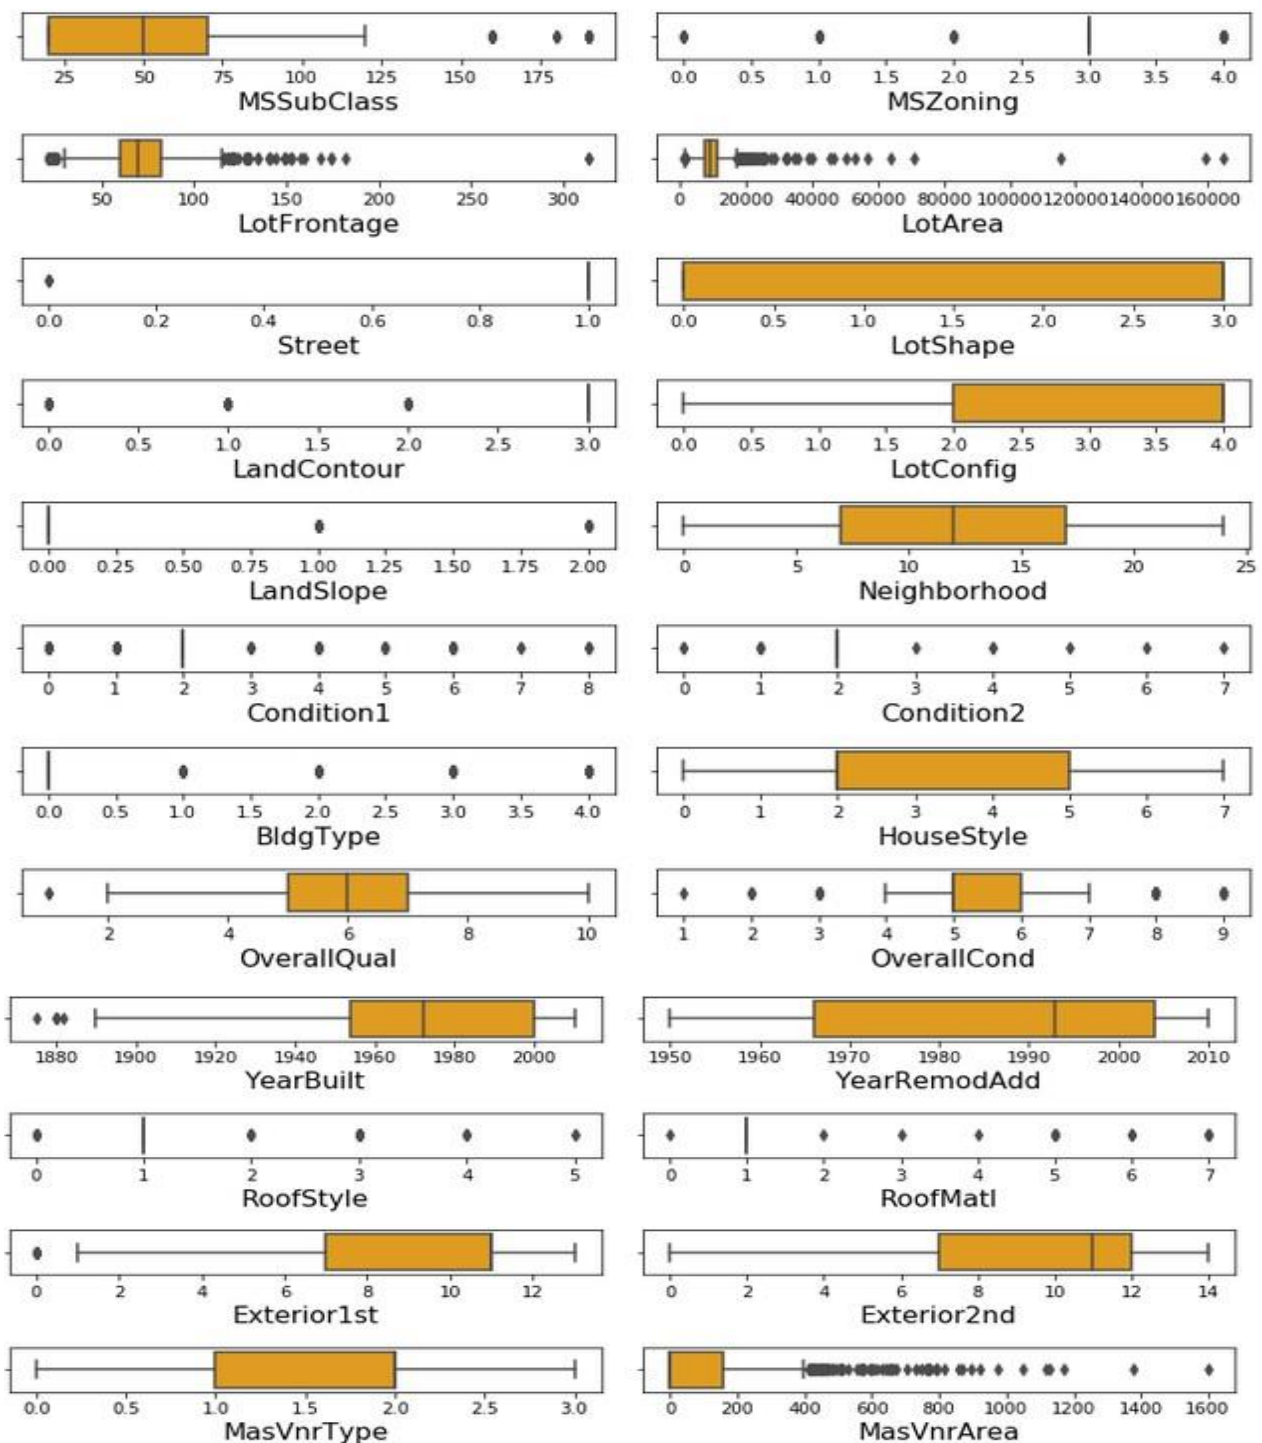 25 50 75 100 125 150 175
MSSubClass
0.0 0.5 1.0 1.5 2.0 2.5 3.0 3.5 4.0
MSZoning
50 100 150 200 250 300
LotFrontage
0 20000 40000 60000 80000 100000120000140000160000
LotArea
0.0 0.2 0.4 0.6 0.8 1.0
Street
0.0 0.5 1.0 1.5 2.0 2.5 3.0
LotShape
0.0 0.5 1.0 1.5 2.0 2.5 3.0
LandContour
0.0 0.5 1.0 1.5 2.0 2.5 3.0 3.5 4.0
LotConfig
0.00 0.25 0.50 0.75 1.00 1.25 1.50 1.75 2.00
LandSlope
0 5 10 15 20 25
Neighborhood
0 1 2 3 4 5 6 7 8
Condition1
0 1 2 3 4 5 6 7
Condition2
0.0 0.5 1.0 1.5 2.0 2.5 3.0 3.5 4.0
BldgType
0 1 2 3 4 5 6 7
HouseStyle
2 4 6 8 10
OverallQual
1 2 3 4 5 6 7 8 9
OverallCond
1880 1900 1920 1940 1960 1980 2000
YearBuilt
1950 1960 1970 1980 1990 2000 2010
YearRemodAdd
0 1 2 3 4 5
RoofStyle
0 1 2 3 4 5 6 7
RoofMatl
0 2 4 6 8 10 12
Exterior1st
0 2 4 6 8 10 12 14
Exterior2nd
0.0 0.5 1.0 1.5 2.0 2.5 3.0
MasVnrType
0 200 400 600 800 1000 1200 1400 1600
MasVnrArea